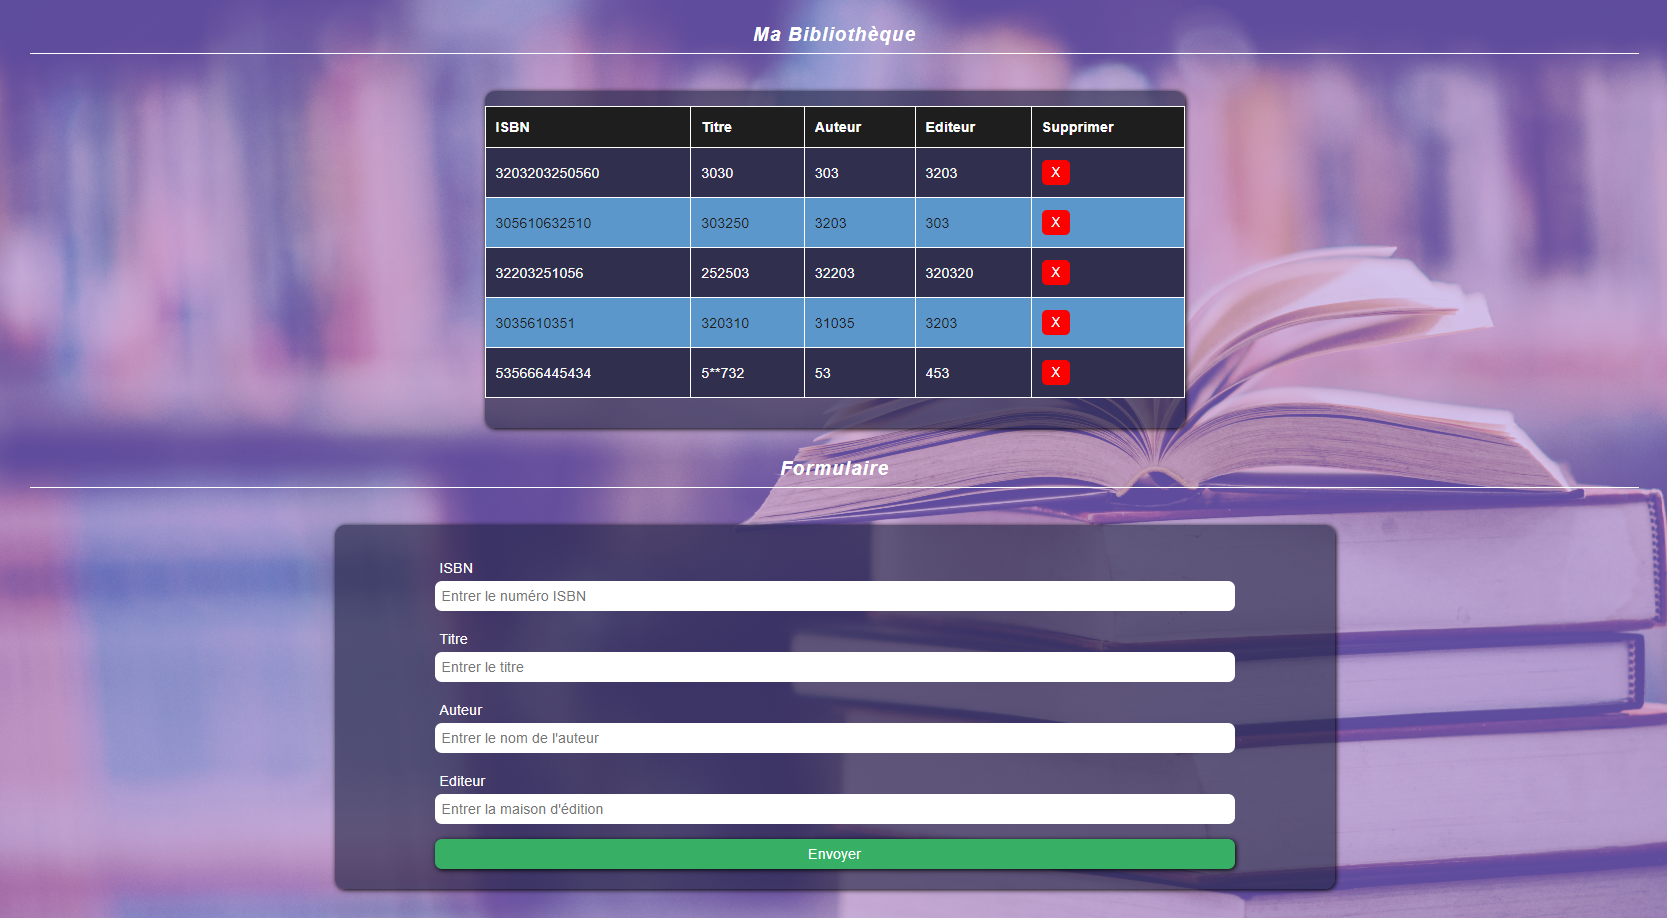 Ma Bibliothèque
ISBN Titre Auteur Editeur Supprimer
3203203250560 3030 303 3203 X
305610632510 303250 3203 303 X
32203251056 252503 32203 320320 X
3035610351 320310 31035 3203 X
535666445434 5**732 53 453 X
Formulaire
ISBN
Entrer le numéro ISBN
Titre
Entrer le titre
Auteur
Entrer le nom de l'auteur
Editeur
Entrer la maison d'édition
Envoyer